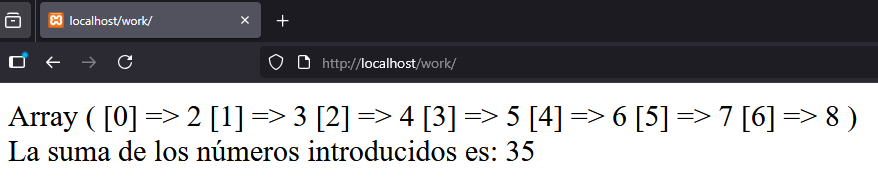 localhost/work/
http://localhost/work/
Array ( [0] => 2 [1] => 3 [2] => 4 [3] => 5 [4] => 6 [5] => 7 [6] => 8 )
La suma de los números introducidos es: 35